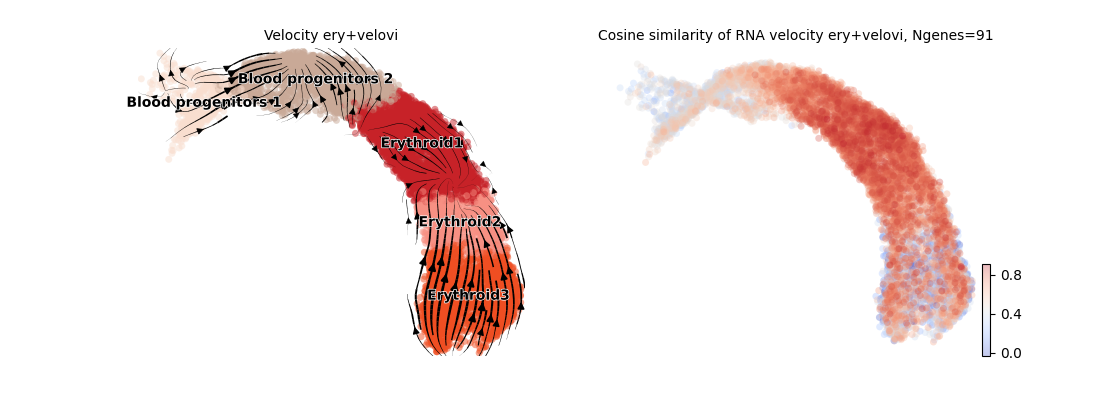 Velocity ery+velovi
Blood progenitors 2
Blood progenitors 1
Erythroid1
Erythroid2
Erythroid3
Cosine similarity of RNA velocity ery+velovi, Ngenes=91
0.8
0.4
0.0